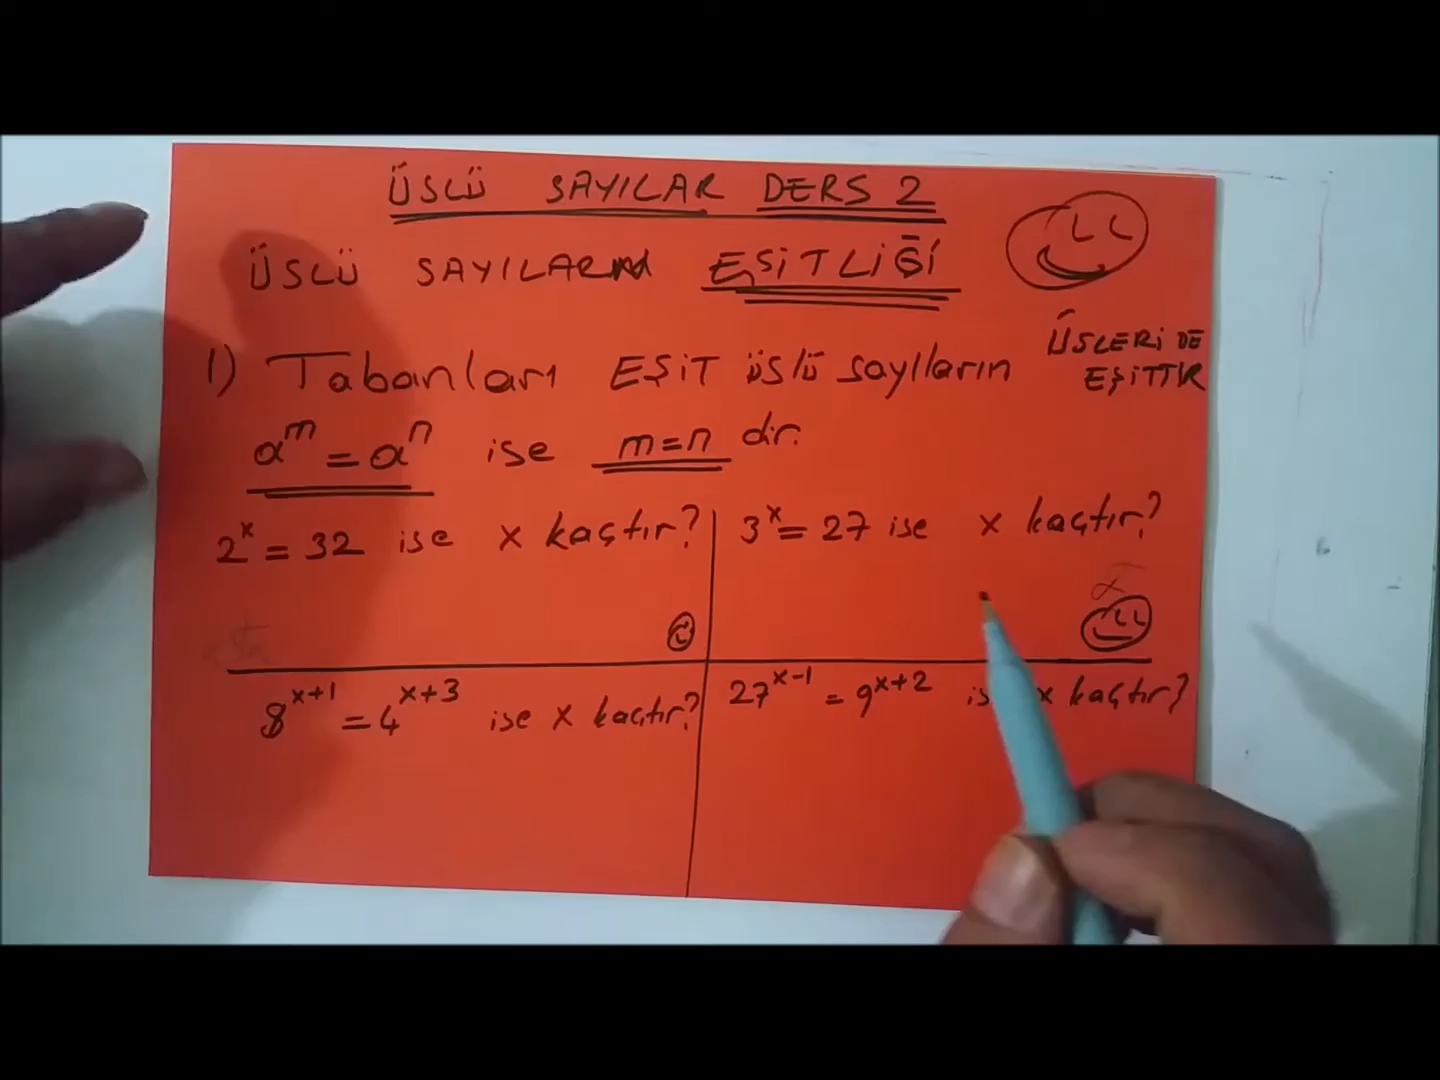 ÜSLÜ SAYILAR DERS 2
ÜSLÜ SAYILARIN EŞİTLİĞİ
1) Tabanları EŞİT üslü sayıların ÜSLERİ DE EŞİTTİR
a^m = a^n ise m=n dir.
2^x = 32 ise x kaçtır?
3^x = 27 ise x kaçtır?
8^x+1 = 4^x+3 ise x kaçtır?
27^x-1 = 9^x+2 is x kaçtır?